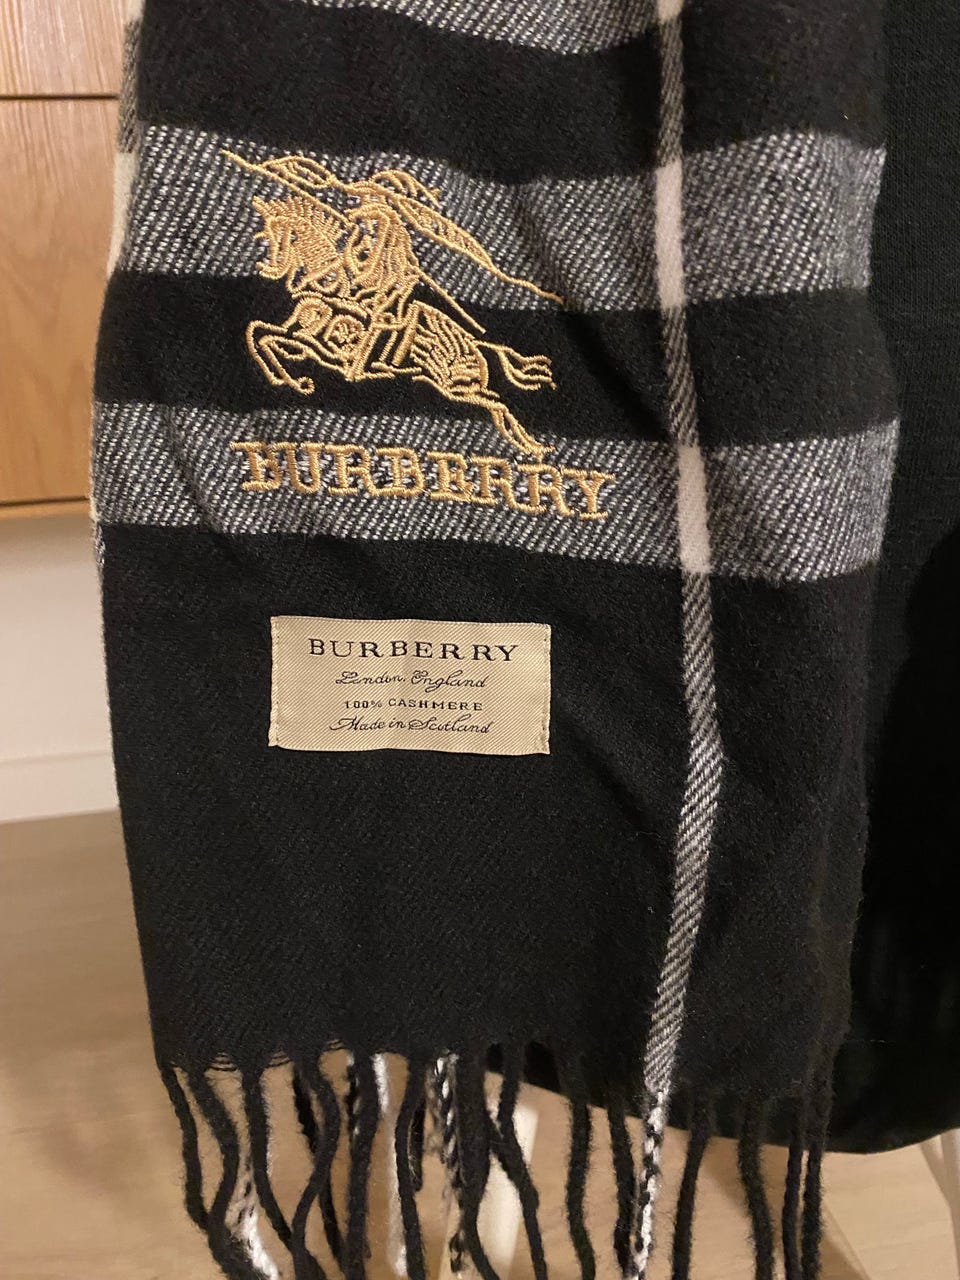 BURBERRY
BURBERRY
London, England
100% CASHMERE
Made in Scotland